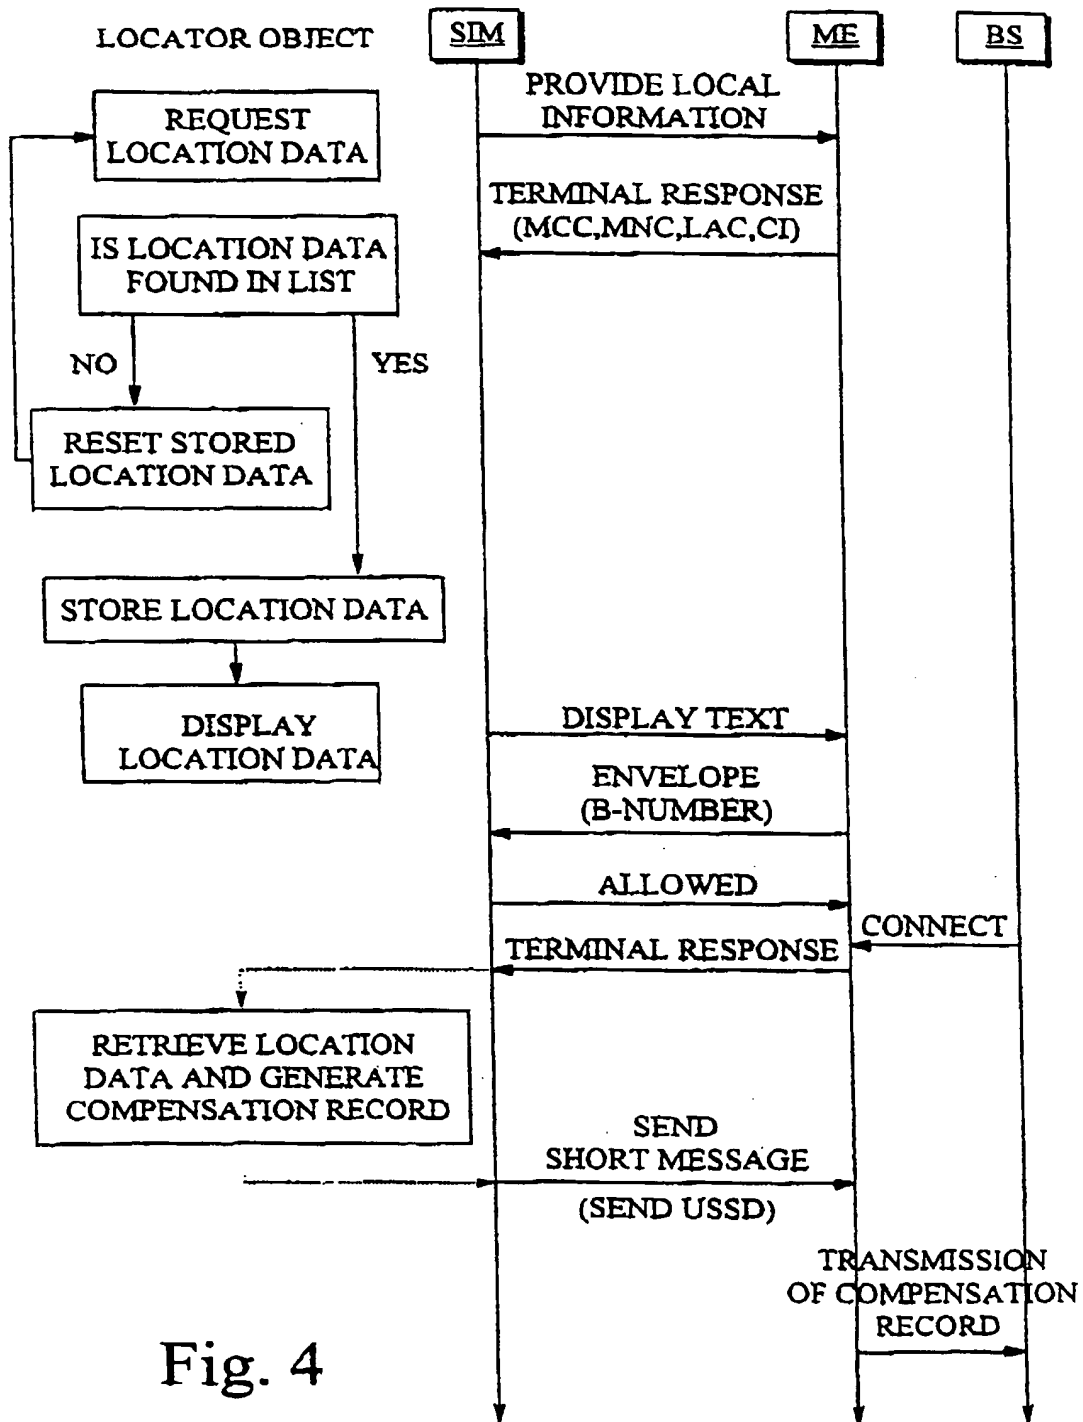 LOCATOR OBJECT
SIM
ME
BS
REQUEST
LOCATION DATA
PROVIDE LOCAL
INFORMATION
TERMINAL RESPONSE
(MCC,MNC,LAC,CI)
IS LOCATION DATA
FOUND IN LIST
NO
YES
RESET STORED
LOCATION DATA
STORE LOCATION DATA
DISPLAY
LOCATION DATA
DISPLAY TEXT
ENVELOPE
(B-NUMBER)
ALLOWED
CONNECT
TERMINAL RESPONSE
RETRIEVE LOCATION
DATA AND GENERATE
COMPENSATION RECORD
SEND
SHORT MESSAGE
(SEND USSD)
TRANSMISSION
OF COMPENSATION
RECORD
Fig. 4